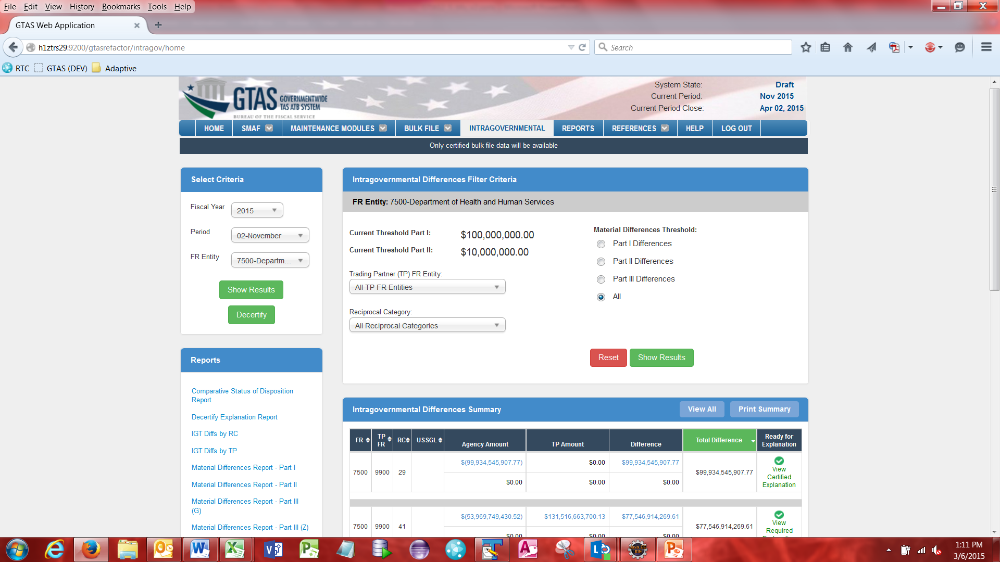 File Edit View History Bookmarks Tools Help
GTAS Web Application
h1ztrs29:9200/gtasrefactor/intragov/home
Search
RTC GTAS (DEV) Adaptive
GTAS GOVERNMENTWIDE TAS ATB SYSTEM
BUREAU OF THE FISCAL SERVICE
System State: Draft
Current Period: Nov 2015
Current Period Close: Apr 02, 2015
HOME SMAF MAINTENANCE MODULES BULK FILE INTRAGOVERNMENTAL REPORTS REFERENCES HELP LOG OUT
Only certified bulk file data will be available
Select Criteria
Fiscal Year 2015
Period 02-November
FR Entity 7500-Departm...
Show Results
Decertify
Reports
Comparative Status of Disposition
Report
Decertify Explanation Report
IGT Diffs by RC
IGT Diffs by TP
Material Differences Report - Part I
Material Differences Report - Part II
Material Differences Report - Part III
(G)
Material Differences Report - Part III (Z)
Intragovernmental Differences Filter Criteria
FR Entity: 7500-Department of Health and Human Services
Current Threshold Part I: $100,000,000.00
Current Threshold Part II: $10,000,000.00
Trading Partner (TP) FR Entity:
All TP FR Entities
Reciprocal Category:
All Reciprocal Categories
Material Differences Threshold:
Part I Differences
Part II Differences
Part III Differences
All
Reset Show Results
Intragovernmental Differences Summary View All Print Summary
FR TP FR RC USSGL Agency Amount TP Amount Difference Total Difference Ready for Explanation
7500 9900 29 $(99,934,545,907.77) $0.00 $99,934,545,907.77 $99,934,545,907.77 View Certified Explanation
$0.00 $0.00 $0.00
7500 9900 41 $(53,969,749,430.52) $131,516,663,700.13 $77,546,914,269.61 $77,546,914,269.61 View Required
$0.00 $0.00 $0.00
Java EE
IDE
1:11 PM
3/6/2015